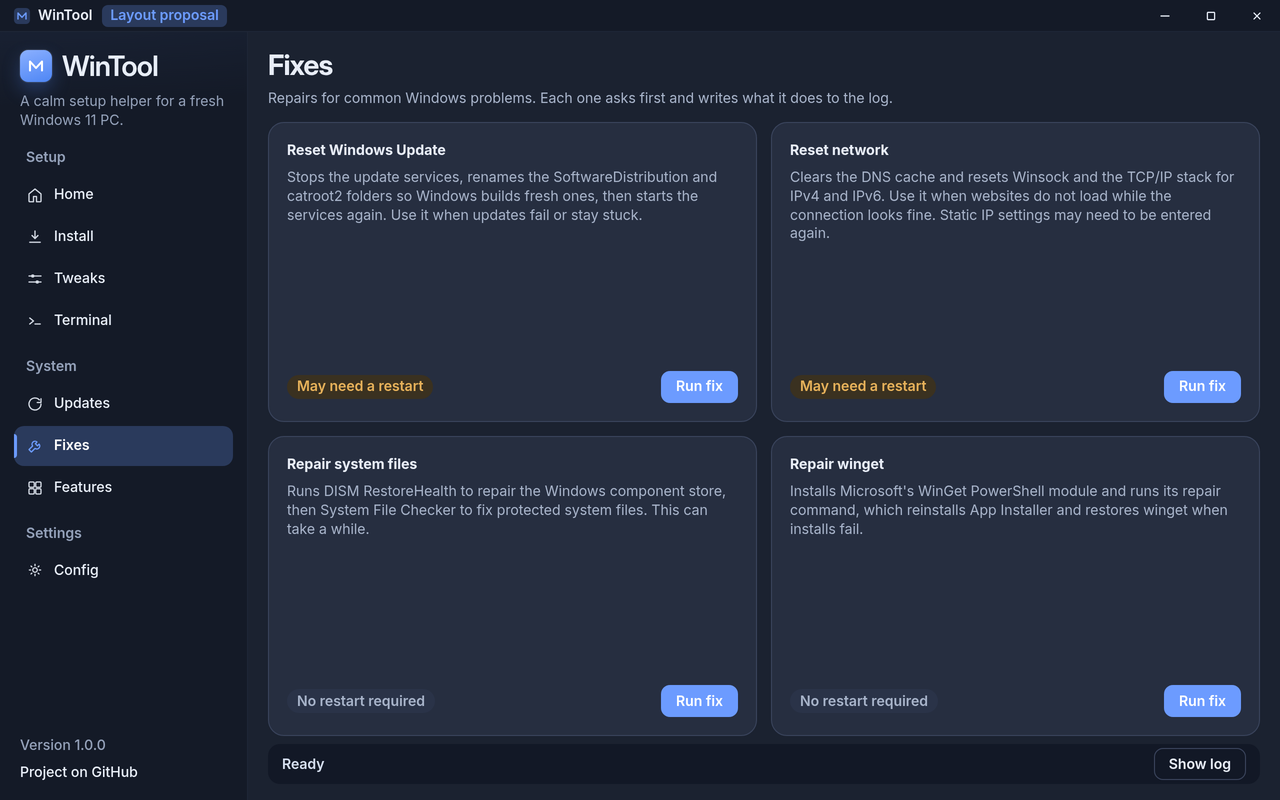 WinTool
Layout proposal
WinTool
A calm setup helper for a fresh
Windows 11 PC.
Setup
Home
Install
Tweaks
Terminal
System
Updates
Fixes
Features
Settings
Config
Version 1.0.0
Project on GitHub
Fixes
Repairs for common Windows problems. Each one asks first and writes what it does to the log.
Reset Windows Update
Stops the update services, renames the SoftwareDistribution and
catroot2 folders so Windows builds fresh ones, then starts the
services again. Use it when updates fail or stay stuck.
May need a restart
Run fix
Reset network
Clears the DNS cache and resets Winsock and the TCP/IP stack for
IPv4 and IPv6. Use it when websites do not load while the
connection looks fine. Static IP settings may need to be entered
again.
May need a restart
Run fix
Repair system files
Runs DISM RestoreHealth to repair the Windows component store,
then System File Checker to fix protected system files. This can
take a while.
No restart required
Run fix
Repair winget
Installs Microsoft's WinGet PowerShell module and runs its repair
command, which reinstalls App Installer and restores winget when
installs fail.
No restart required
Run fix
Ready
Show log